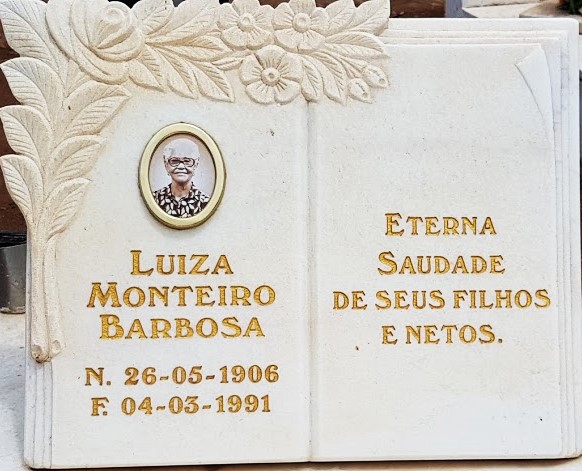 LUIZA
MONTEIRO
BARBOSA
N. 26-05-1906
F. 04-03-1991
ETERNA
SAUDADE
DE SEUS FILHOS
E NETOS.